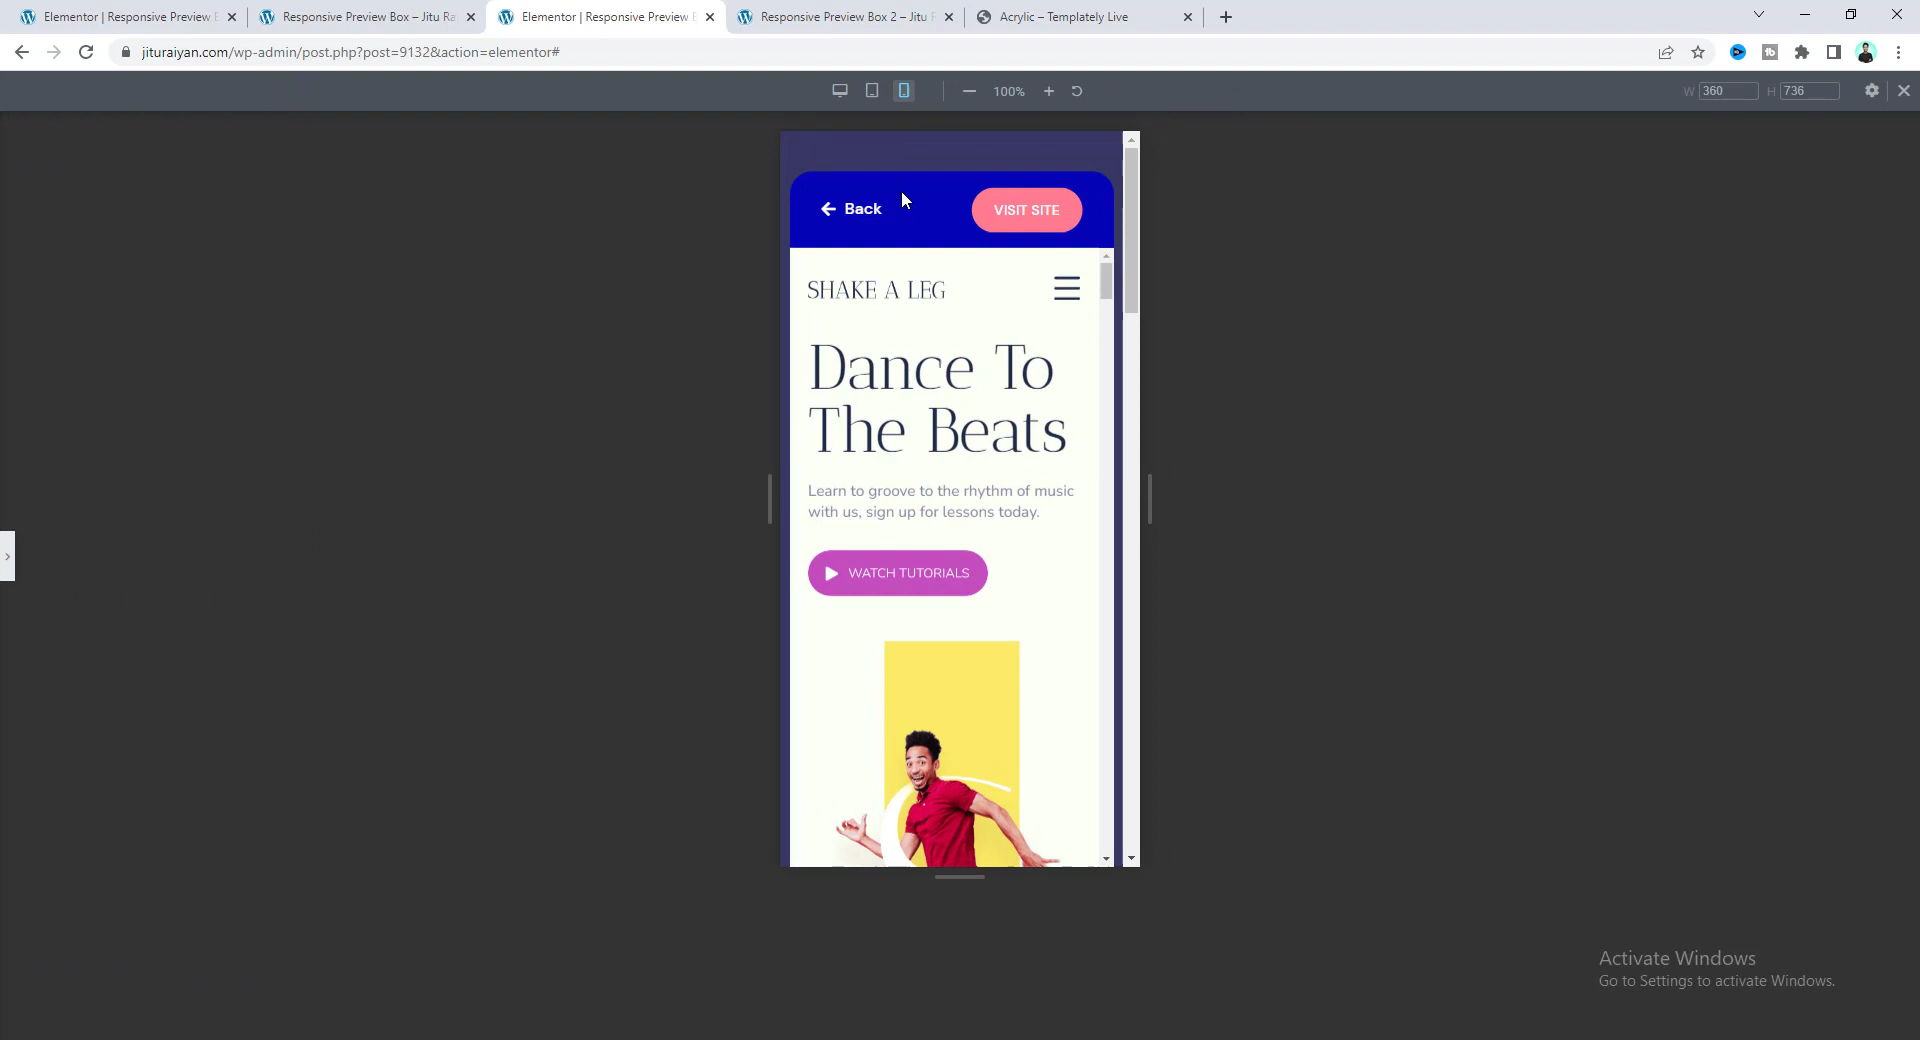 Elementor | Responsive Preview
Responsive Preview Box – Jitu Ra
Elementor | Responsive Preview
Responsive Preview Box 2 – Jitu
Acrylic – Templately Live
jituraiyan.com/wp-admin/post.php?post=9132&action=elementor#
100%
W 360 H 736
Back
VISIT SITE
SHAKE A LEG
Dance To
The Beats
Learn to groove to the rhythm of music
with us, sign up for lessons today.
WATCH TUTORIALS
Activate Windows
Go to Settings to activate Windows.